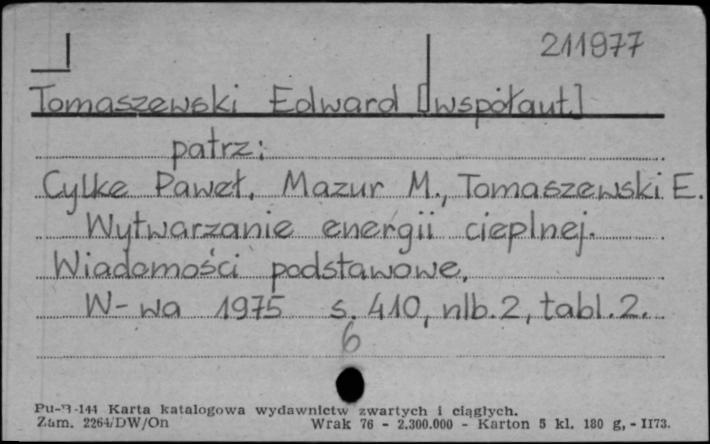 211977
Tomaszewski Edward [współaut.]
patrz:
Cylke Paweł, Mazur M., Tomaszewski E.
Wytwarzanie energii cieplnej.
Wiadomości podstawowe,
W-wa 1975 s. 410, nlb. 2, tabl. 2.
6
Pu-B-144 Karta katalogowa wydawnictw zwartych i ciągłych.
Zam. 2264/DW/On Wrak 76 - 2.300.000 - Karton 5 kl. 180 g, - II73.